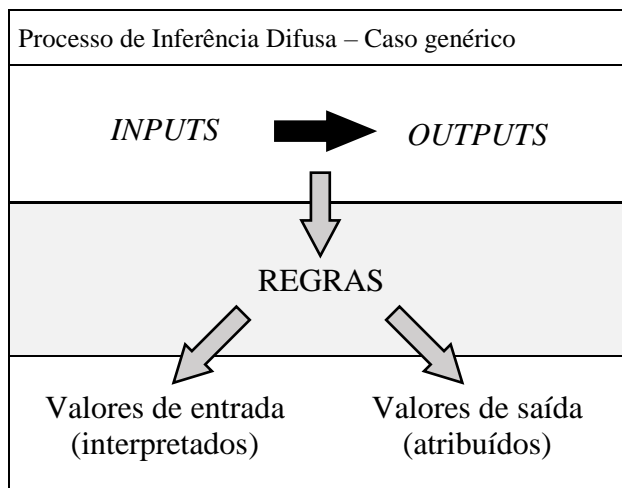 Processo de Inferência Difusa – Caso genérico
INPUTS
OUTPUTS
REGRAS
Valores de entrada
(interpretados)
Valores de saída
(atribuídos)